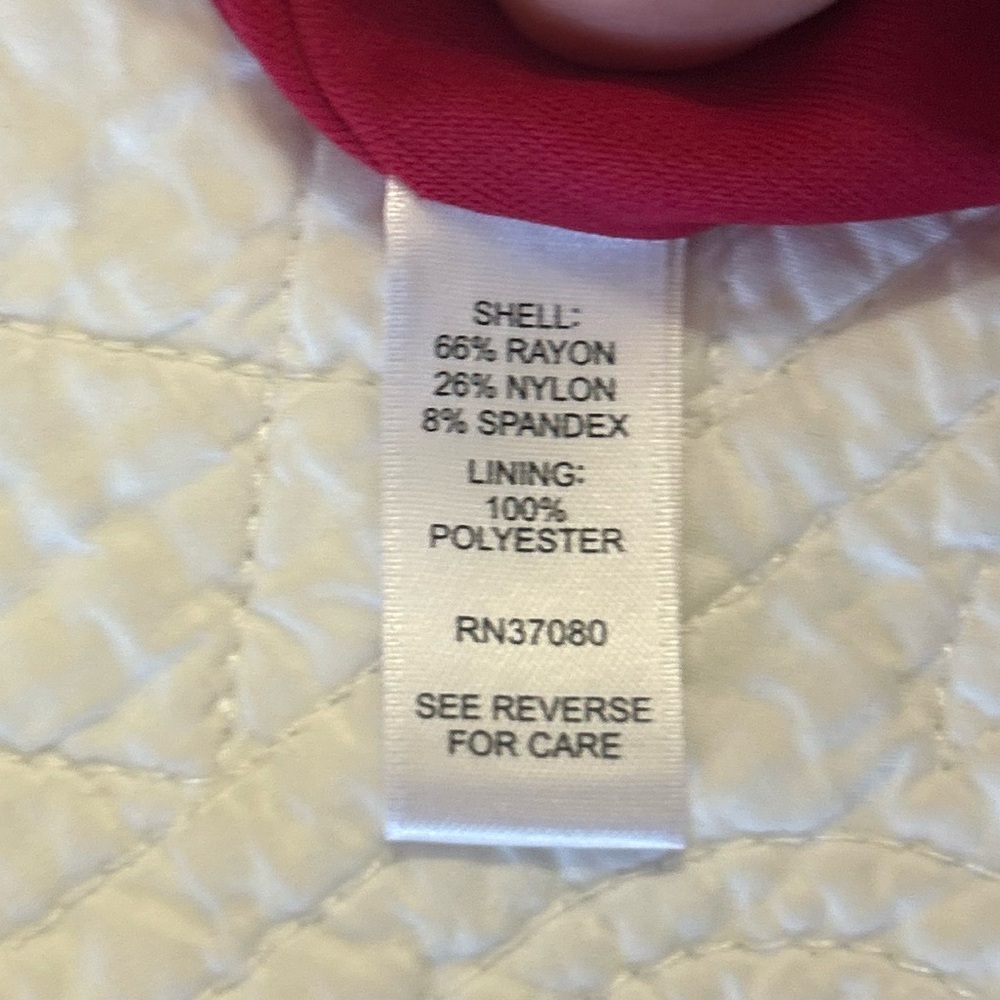 SHELL:
66% RAYON
26% NYLON
8% SPANDEX
LINING:
100%
POLYESTER
RN37080
SEE REVERSE
FOR CARE